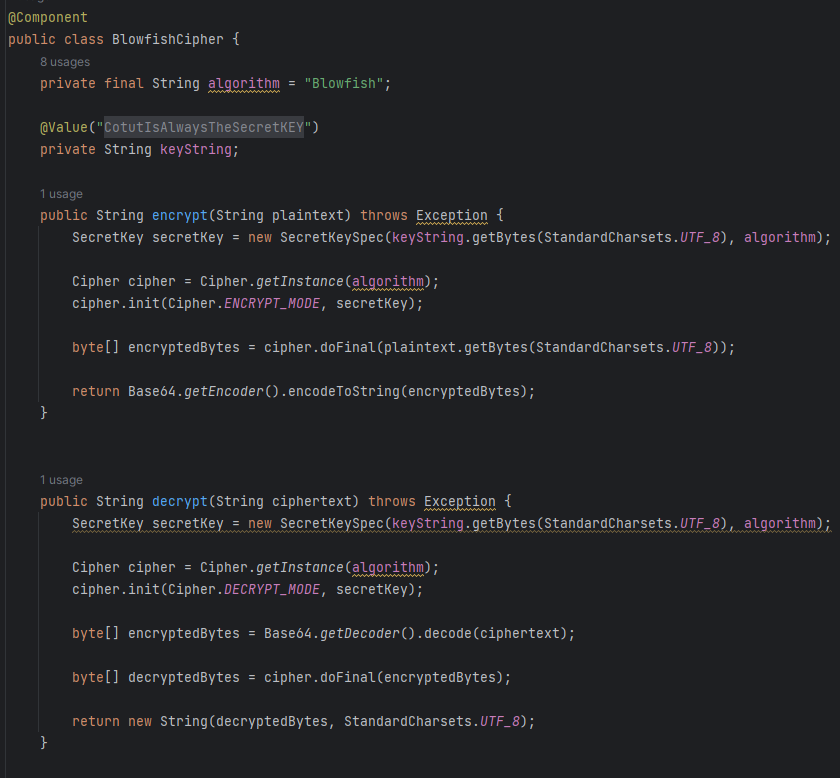 @Component
public class BlowfishCipher {
8 usages
private final String algorithm = "Blowfish";
@Value("CotutIsAlwaysTheSecretKEY")
private String keyString;
1 usage
public String encrypt(String plaintext) throws Exception {
SecretKey secretKey = new SecretKeySpec(keyString.getBytes(StandardCharsets.UTF_8), algorithm);
Cipher cipher = Cipher.getInstance(algorithm);
cipher.init(Cipher.ENCRYPT_MODE, secretKey);
byte[] encryptedBytes = cipher.doFinal(plaintext.getBytes(StandardCharsets.UTF_8));
return Base64.getEncoder().encodeToString(encryptedBytes);
}
1 usage
public String decrypt(String ciphertext) throws Exception {
SecretKey secretKey = new SecretKeySpec(keyString.getBytes(StandardCharsets.UTF_8), algorithm);
Cipher cipher = Cipher.getInstance(algorithm);
cipher.init(Cipher.DECRYPT_MODE, secretKey);
byte[] encryptedBytes = Base64.getDecoder().decode(ciphertext);
byte[] decryptedBytes = cipher.doFinal(encryptedBytes);
return new String(decryptedBytes, StandardCharsets.UTF_8);
}